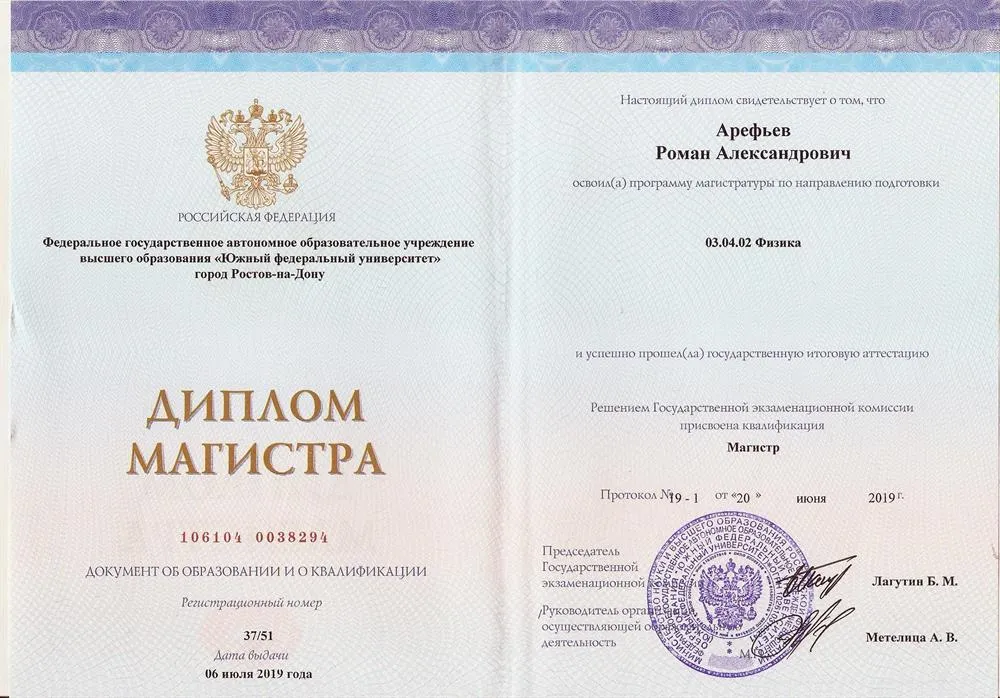 РОССИЙСКАЯ ФЕДЕРАЦИЯ
Федеральное государственное автономное образовательное учреждение
высшего образования «Южный федеральный университет»
город Ростов-на-Дону
ДИПЛОМ
МАГИСТРА
106104 0038294
ДОКУМЕНТ ОБ ОБРАЗОВАНИИ И О КВАЛИФИКАЦИИ
Регистрационный номер
37/51
Дата выдачи
06 июля 2019 года
Настоящий диплом свидетельствует о том, что
Арефьев
Роман Александрович
освоил(а) программу магистратуры по направлению подготовки
03.04.02 Физика
и успешно прошел(ла) государственную итоговую аттестацию
Решением Государственной экзаменационной комиссии
присвоена квалификация
Магистр
Протокол № 19 - 1 от «20 » июня 2019 г.
Председатель
Государственной
экзаменационной
Лагутин Б. М.
Руководитель
осуществляющей
деятельность
Метелица А. В.
М.П.